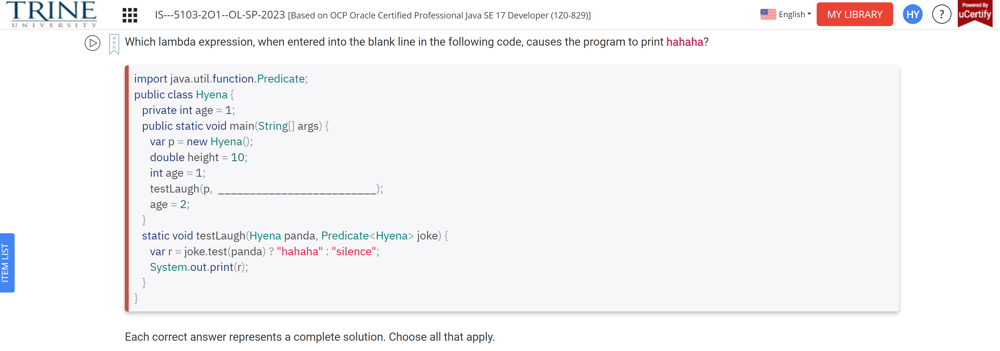 TRINE
UNIVERSITY
IS---5103-2O1--OL-SP-2023 [Based on OCP Oracle Certified Professional Java SE 17 Developer (1Z0-829)]
English
MY LIBRARY
HY
?
Powered By
uCertify
Which lambda expression, when entered into the blank line in the following code, causes the program to print hahaha?
import java.util.function.Predicate;
public class Hyena {
private int age = 1;
public static void main(String[] args) {
var p = new Hyena();
double height = 10;
int age = 1;
testLaugh(p, _________________________);
age = 2;
}
static void testLaugh(Hyena panda, Predicate<Hyena> joke) {
var r = joke.test(panda) ? "hahaha" : "silence";
System.out.print(r);
}
}
ITEM LIST
Each correct answer represents a complete solution. Choose all that apply.